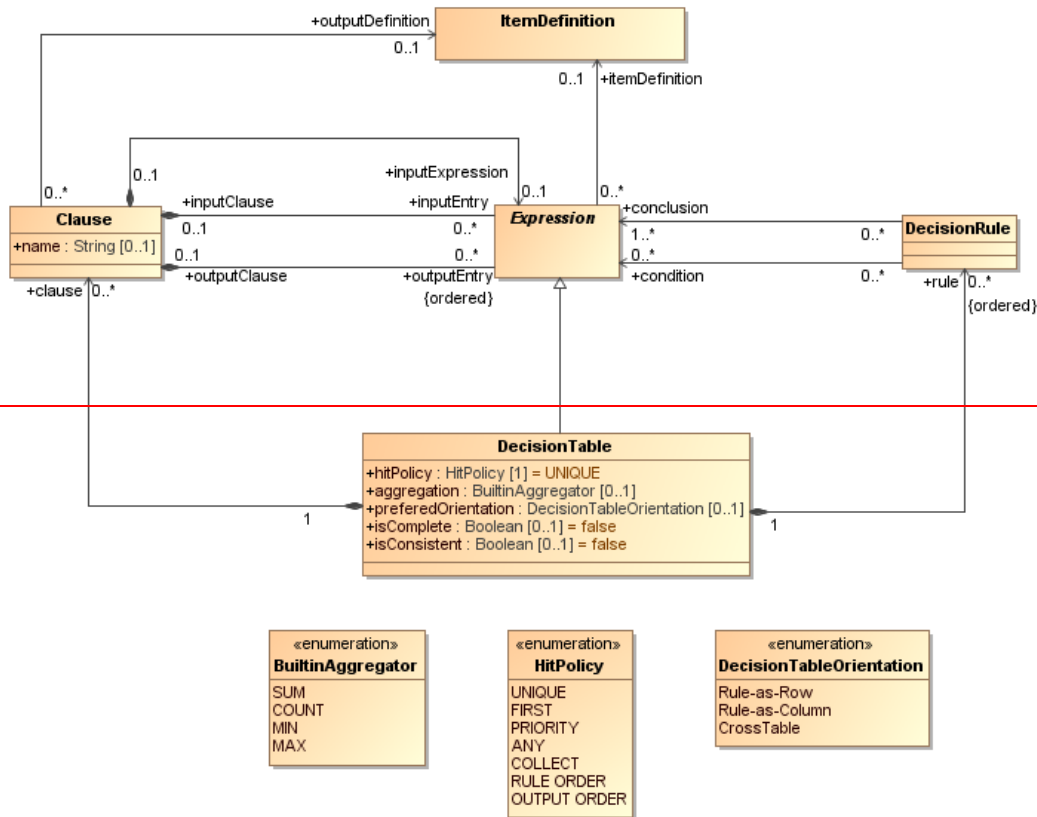 +outputDefinition
0..1
ItemDefinition
0..1
+itemDefinition
0..*
0..1
+inputExpression
0..1
0..*
Clause
+name : String [0..1]
+inputClause
0..1
+inputEntry
0..*
0..1
+outputClause
0..*
+outputEntry
{ordered}
Expression
+conclusion
1..*
0..*
0..*
+condition
0..*
DecisionRule
+clause
0..*
+rule
0..*
{ordered}
DecisionTable
+hitPolicy : HitPolicy [1] = UNIQUE
+aggregation : BuiltinAggregator [0..1]
+preferedOrientation : DecisionTableOrientation [0..1]
+isComplete : Boolean [0..1] = false
+isConsistent : Boolean [0..1] = false
1
1
«enumeration»
BuiltinAggregator
SUM
COUNT
MIN
MAX
«enumeration»
HitPolicy
UNIQUE
FIRST
PRIORITY
ANY
COLLECT
RULE ORDER
OUTPUT ORDER
«enumeration»
DecisionTableOrientation
Rule-as-Row
Rule-as-Column
CrossTable